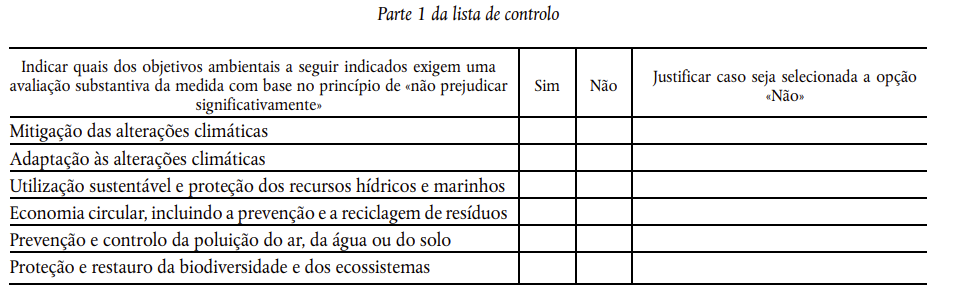 Parte 1 da lista de controlo
Indicar quais dos objetivos ambientais a seguir indicados exigem uma
avaliação substantiva da medida com base no princípio de «não prejudicar
significativamente»
Sim
Não
Justificar caso seja selecionada a opção
«Não»
Mitigação das alterações climáticas
Adaptação às alterações climáticas
Utilização sustentável e proteção dos recursos hídricos e marinhos
Economia circular, incluindo a prevenção e a reciclagem de resíduos
Prevenção e controlo da poluição do ar, da água ou do solo
Proteção e restauro da biodiversidade e dos ecossistemas